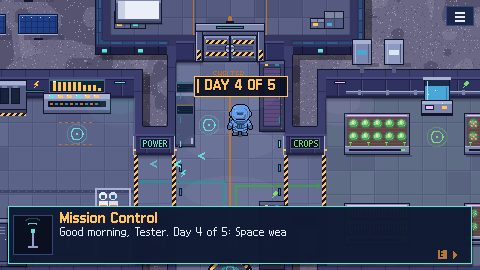 DAY 4 OF 5
POWER
CROPS
Mission Control
Good morning, Tester. Day 4 of 5: Space wea
E